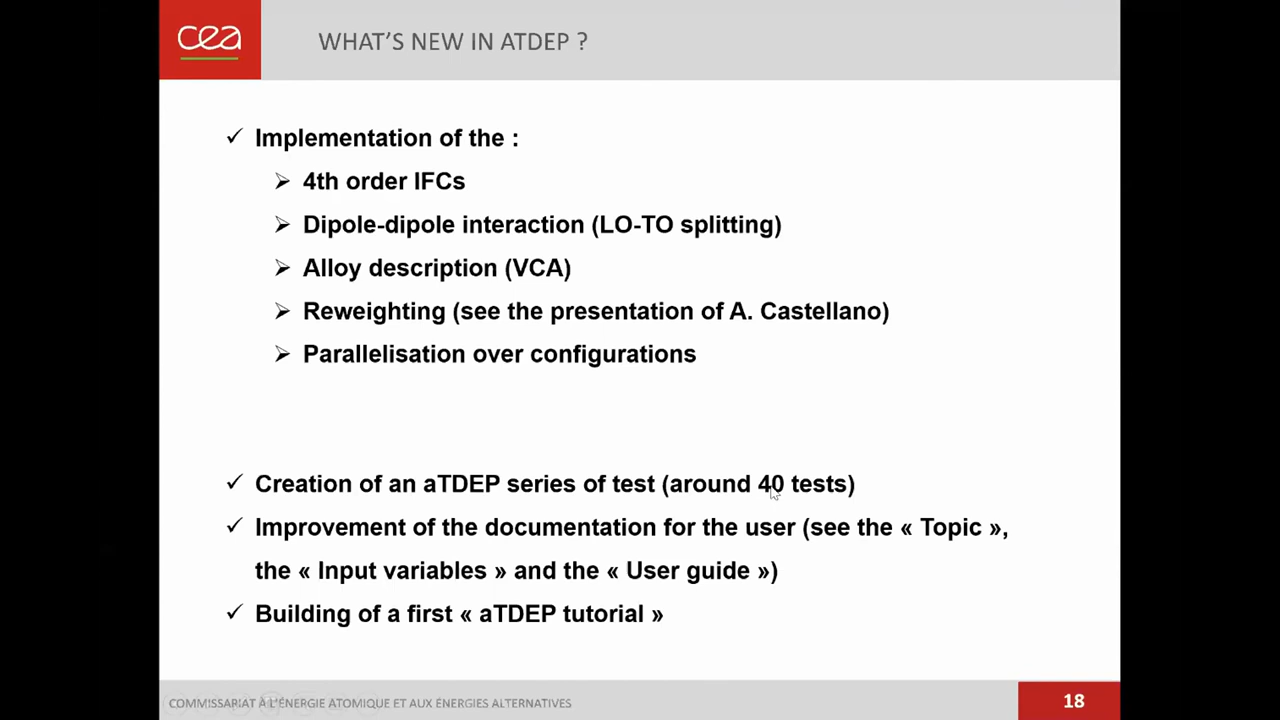 cea
WHAT'S NEW IN ATDEP ?
✓ Implementation of the :
➢ 4th order IFCs
➢ Dipole-dipole interaction (LO-TO splitting)
➢ Alloy description (VCA)
➢ Reweighting (see the presentation of A. Castellano)
➢ Parallelisation over configurations
✓ Creation of an aTDEP series of test (around 40 tests)
✓ Improvement of the documentation for the user (see the « Topic »,
the « Input variables » and the « User guide »)
✓ Building of a first « aTDEP tutorial »
COMMISSARIAT À L'ÉNERGIE ATOMIQUE ET AUX ÉNERGIES ALTERNATIVES
18